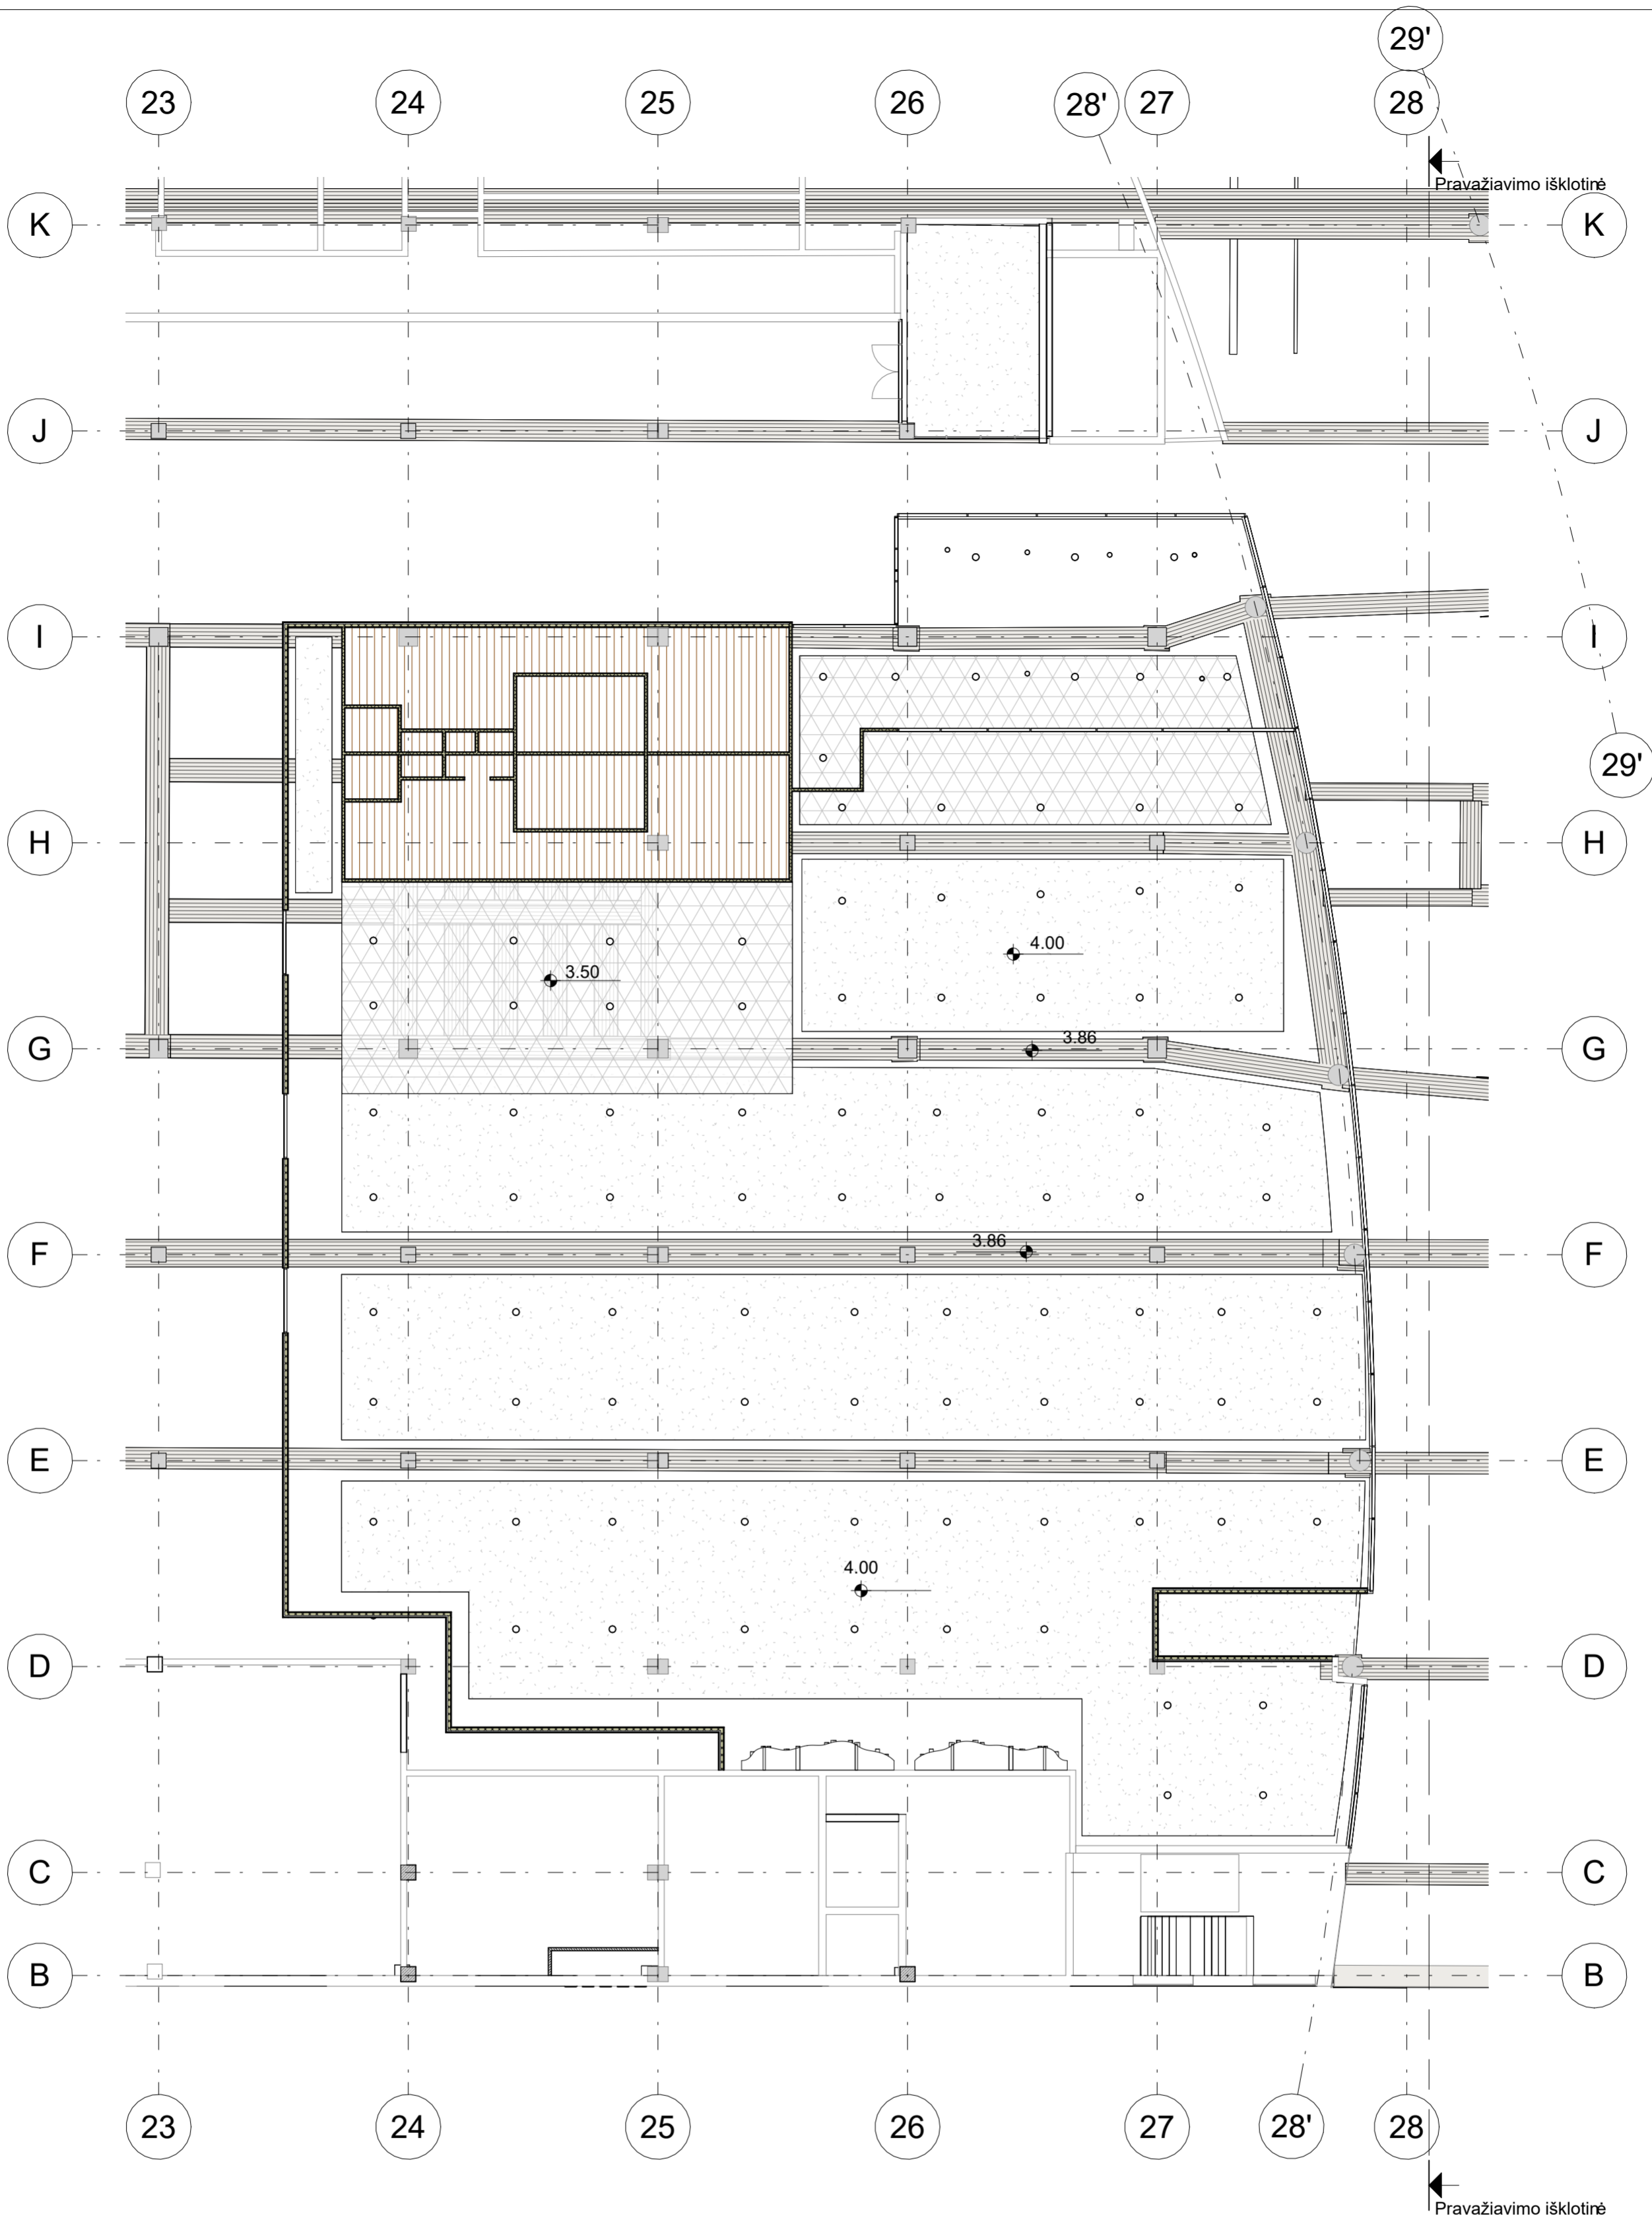 29'
23 24 25 26 28' 27 28
Pravažiavimo išklotinė
K K
J J
I I
29'
H H
4.00
3.50
3.86
G G
3.86
F F
E E
4.00
D D
C C
B B
23 24 25 26 27 28' 28
Pravažiavimo išklotinė